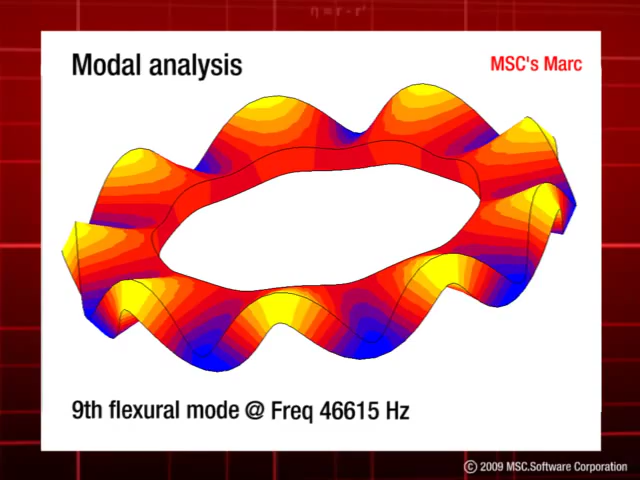 η = r - r'
Modal analysis
MSC's Marc
9th flexural mode @ Freq 46615 Hz
© 2009 MSC.Software Corporation